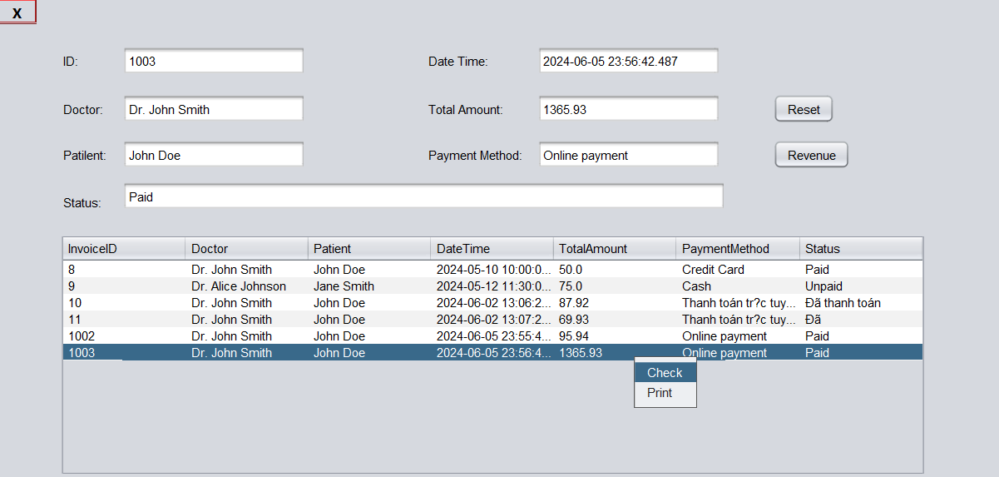 X
ID: 1003 Date Time: 2024-06-05 23:56:42.487
Doctor: Dr. John Smith Total Amount: 1365.93 Reset
Patilent: John Doe Payment Method: Online payment Revenue
Status: Paid
InvoiceID Doctor Patient DateTime TotalAmount PaymentMethod Status
8 Dr. John Smith John Doe 2024-05-10 10:00:0... 50.0 Credit Card Paid
9 Dr. Alice Johnson Jane Smith 2024-05-12 11:30:0... 75.0 Cash Unpaid
10 Dr. John Smith John Doe 2024-06-02 13:06:2... 87.92 Thanh toán tr?c tuy... Đã thanh toán
11 Dr. John Smith John Doe 2024-06-02 13:07:2... 69.93 Thanh toán tr?c tuy... Đã
1002 Dr. John Smith John Doe 2024-06-05 23:55:4... 95.94 Online payment Paid
1003 Dr. John Smith John Doe 2024-06-05 23:56:4... 1365.93 Online payment Paid
Check
Print